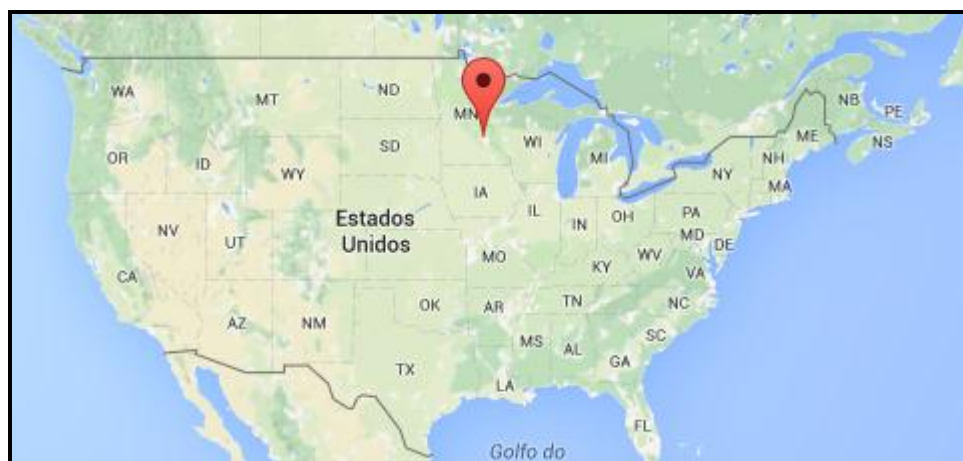 WA
MT
ND
MN
NB
PE
OR
ID
SD
WI
MI
ME
NS
WY
NY
NH
MA
IA
NV
UT
Estados
Unidos
IL
IN
OH
PA
MD
DE
CA
MO
KY
WV
VA
AZ
NM
OK
AR
TN
NC
MS
AL
SC
GA
TX
LA
FL
Golfo do